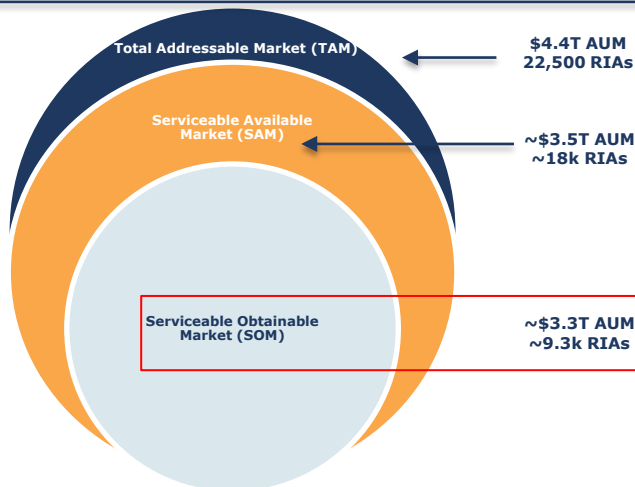 Total Addressable Market (TAM)
$4.4T AUM
22,500 RIAs
Serviceable Available
Market (SAM)
~$3.5T AUM
~18k RIAs
Serviceable Obtainable
Market (SOM)
~$3.3T AUM
~9.3k RIAs